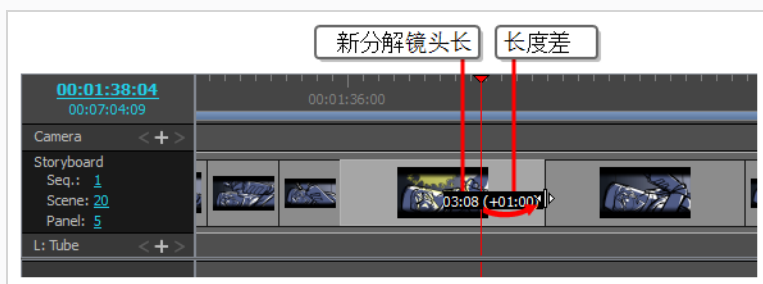 新分解镜头长
长度差
00:01:38:04
00:07:04:09
00:01:36:00
Camera
Storyboard
Seq.: 1
Scene: 20
Panel: 5
03:08 (+01:00)
L: Tube